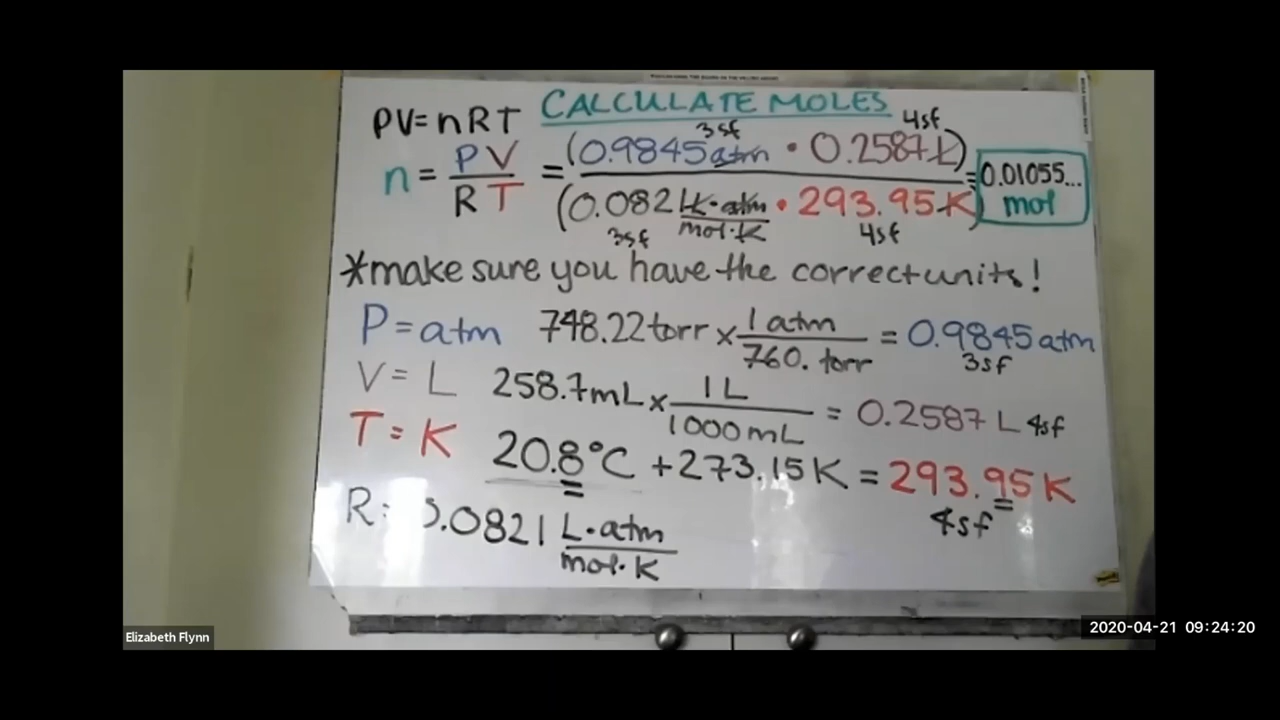 CALCULATE MOLES
PV=nRT
3sf 4sf
n = PV / RT = (0.9845 atm • 0.2587 L) / (0.0821 L·atm / mol·K • 293.95 K) = 0.01055... mol
3sf 4sf
*make sure you have the correct units!
P = atm 748.22 torr × 1 atm / 760. torr = 0.9845 atm
3sf
V = L 258.7 mL × 1 L / 1000 mL = 0.2587 L 4sf
T = K 20.8°C + 273.15 K = 293.95 K
4sf
R = 0.0821 L·atm / mol·K
Elizabeth Flynn
2020-04-21 09:24:20